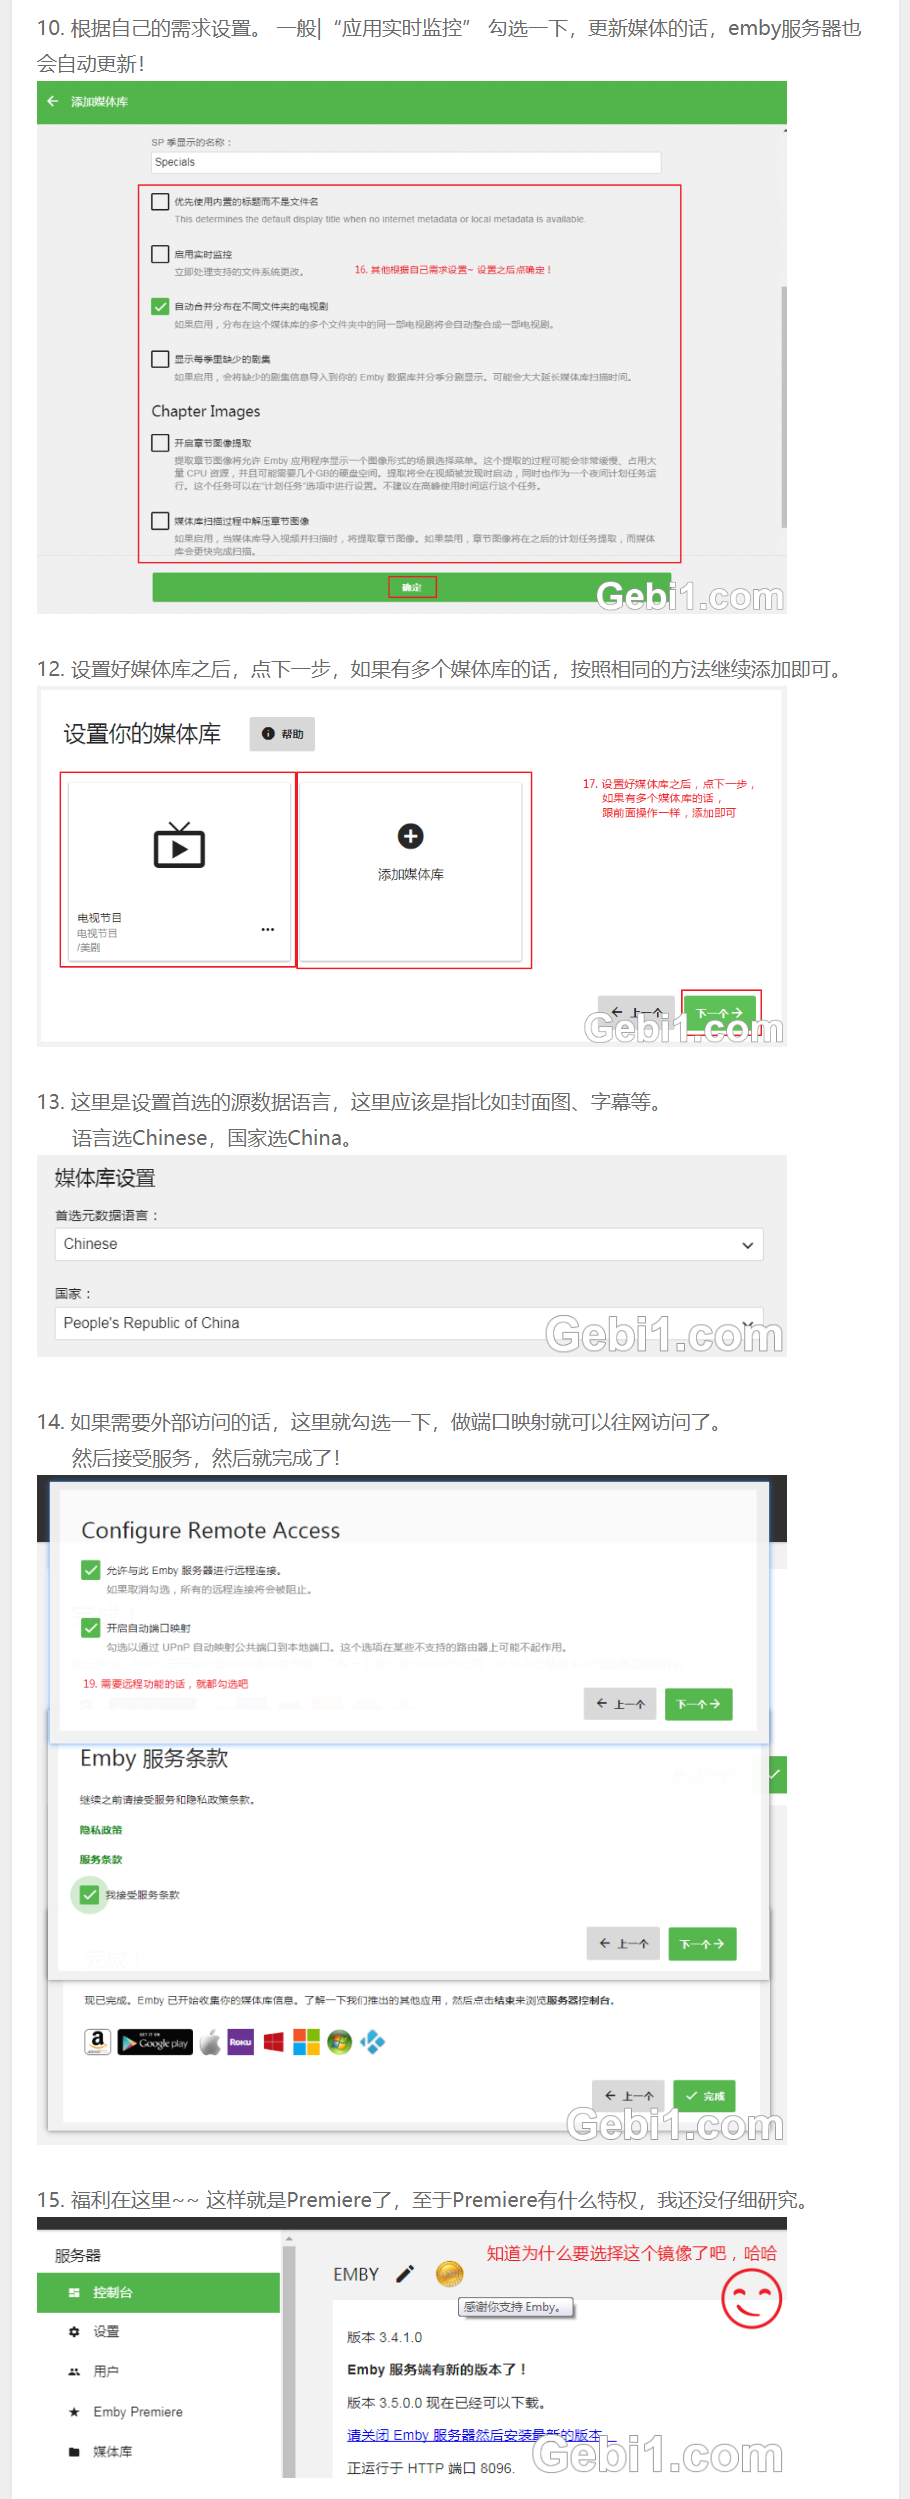 10. 根据自己的需求设置。 一般|“应用实时监控” 勾选一下，更新媒体的话，emby服务器也
会自动更新！
添加媒体库
SP 季显示的名称：
Specials
优先使用内置的标题而不是文件名
This determines the default display title when no internet metadata or local metadata is available.
启用实时监控
立即处理支持的文件系统更改。
16. 其他根据自己需求设置~ 设置之后点确定！
自动合并分布在不同文件夹的电视剧
如果启用，分布在这个媒体库的多个文件夹中的同一部电视剧将会自动整合成一部电视剧。
显示每季里缺少的剧集
如果启用，会将缺少的剧集信息导入到你的 Emby 数据库并分季分剧显示。可能会大大延长媒体库扫描时间。
Chapter Images
开启章节图像提取
提取章节图像将允许 Emby 应用程序显示一个图像形式的场景选择菜单。这个提取的过程可能会非常缓慢、占用大
量 CPU 资源，并且可能需要几个GB的硬盘空间。提取将会在视频被发现时启动，同时也作为一个夜间计划任务运
行。这个任务可以在“计划任务”选项中进行设置。不建议在高峰使用时间运行这个任务。
媒体库扫描过程中解压章节图像
如果启用，当媒体库导入视频并扫描时，将提取章节图像。如果禁用，章节图像将在之后的计划任务提取，而媒体
库会更快完成扫描。
确定
Gebi1.com
12. 设置好媒体库之后，点下一步，如果有多个媒体库的话，按照相同的方法继续添加即可。
设置你的媒体库
帮助
17. 设置好媒体库之后，点下一步，
如果有多个媒体库的话，
跟前面操作一样，添加即可
添加媒体库
电视节目
电视节目
/美剧
上一个
下一个
Gebi1.com
13. 这里是设置首选的源数据语言，这里应该是指比如封面图、字幕等。
语言选Chinese，国家选China。
媒体库设置
首选元数据语言：
Chinese
国家：
People's Republic of China
Gebi1.com
14. 如果需要外部访问的话，这里就勾选一下，做端口映射就可以往网访问了。
然后接受服务，然后就完成了！
Configure Remote Access
允许与此 Emby 服务器进行远程连接。
如果取消勾选，所有的远程连接将会被阻止。
开启自动端口映射
勾选以通过 UPnP 自动映射公共端口到本地端口。这个选项在某些不支持的路由器上可能不起作用。
19. 需要远程功能的话，就都勾选吧
上一个
下一个
Emby 服务条款
继续之前请接受服务和隐私政策条款。
隐私政策
服务条款
我接受服务条款
上一个
下一个
现已完成。Emby 已开始收集你的媒体库信息。了解一下我们推出的其他应用，然后点击结束来浏览服务器控制台。
GET IT ON
Google play
ROKU
上一个
完成
Gebi1.com
15. 福利在这里~~ 这样就是Premiere了，至于Premiere有什么特权，我还没仔细研究。
服务器
知道为什么要选择这个镜像了吧，哈哈
EMBY
控制台
感谢你支持 Emby。
设置
版本 3.4.1.0
用户
Emby 服务端有新的版本了！
版本 3.5.0.0 现在已经可以下载。
Emby Premiere
请关闭 Emby 服务器然后安装最新的版本
媒体库
正运行于 HTTP 端口 8096.
Gebi1.com